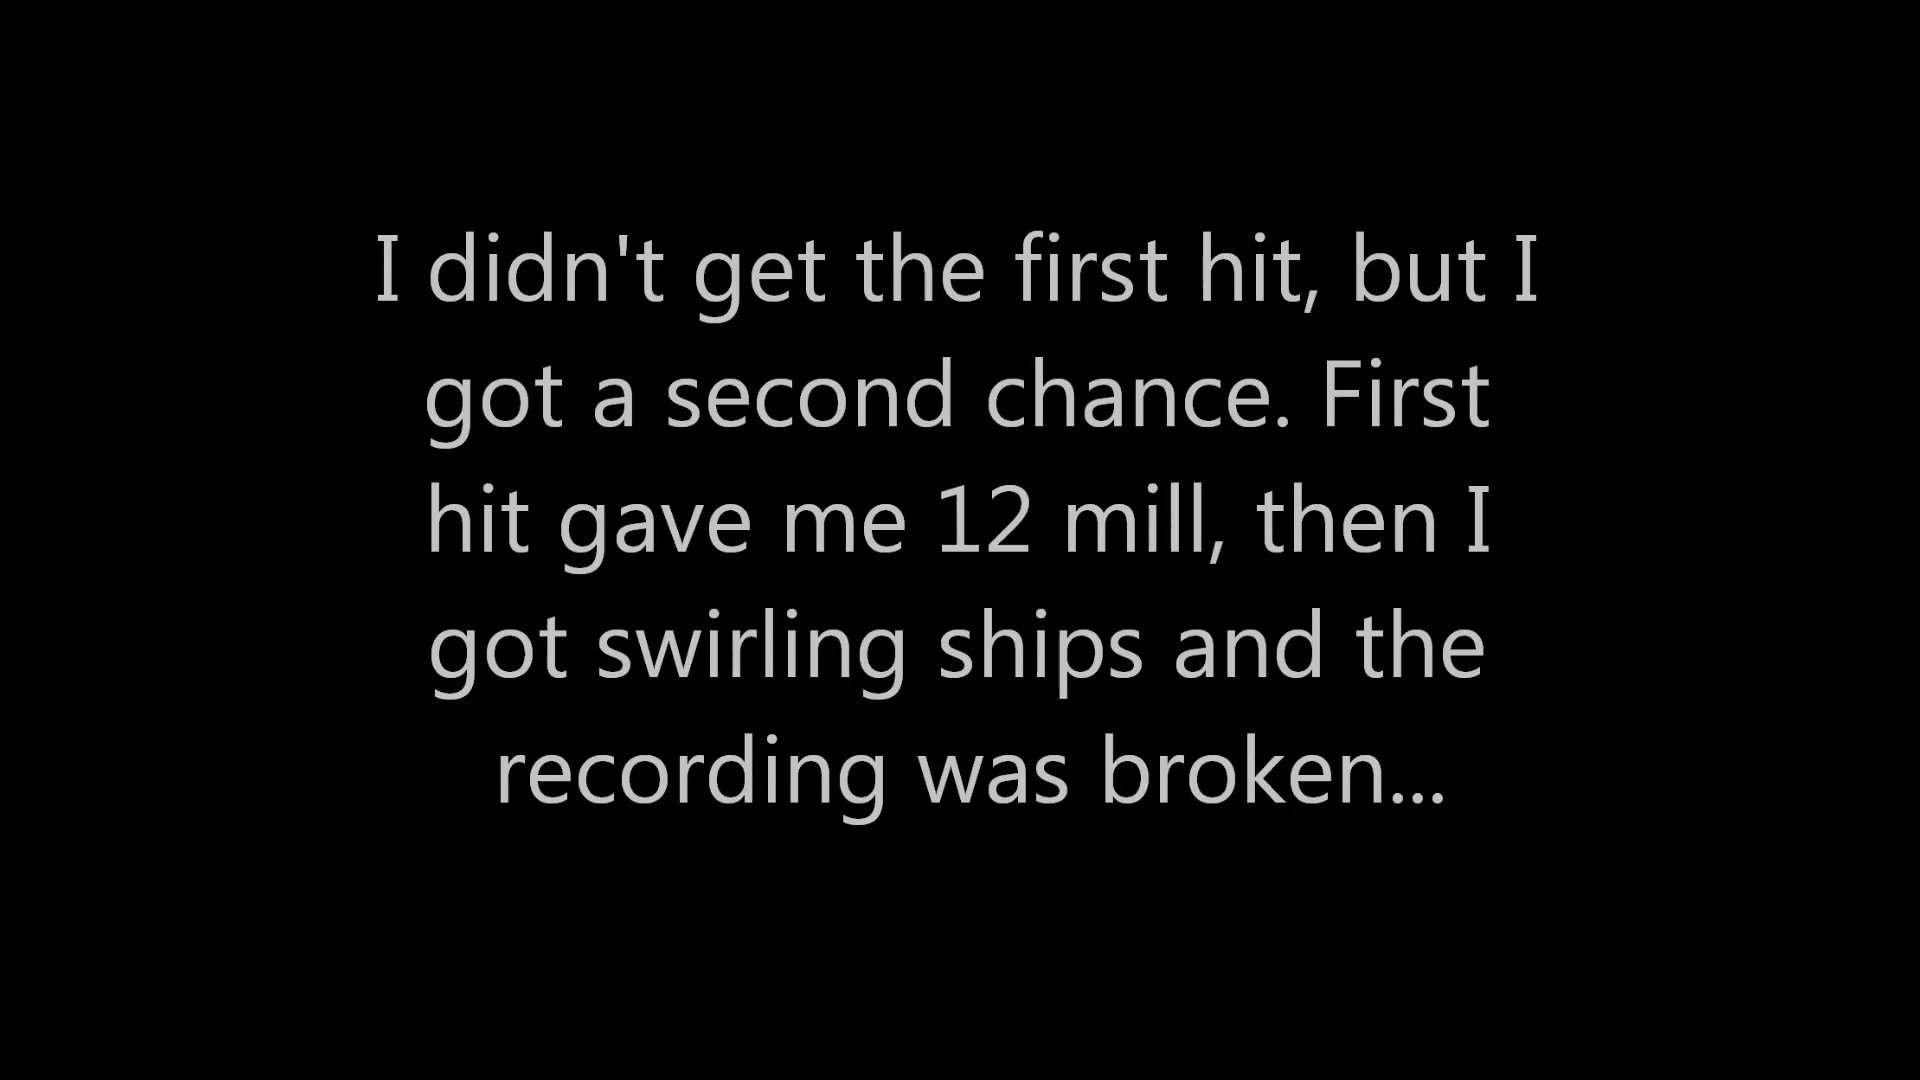 I didn't get the first hit, but I
got a second chance. First
hit gave me 12 mill, then I
got swirling ships and the
recording was broken...